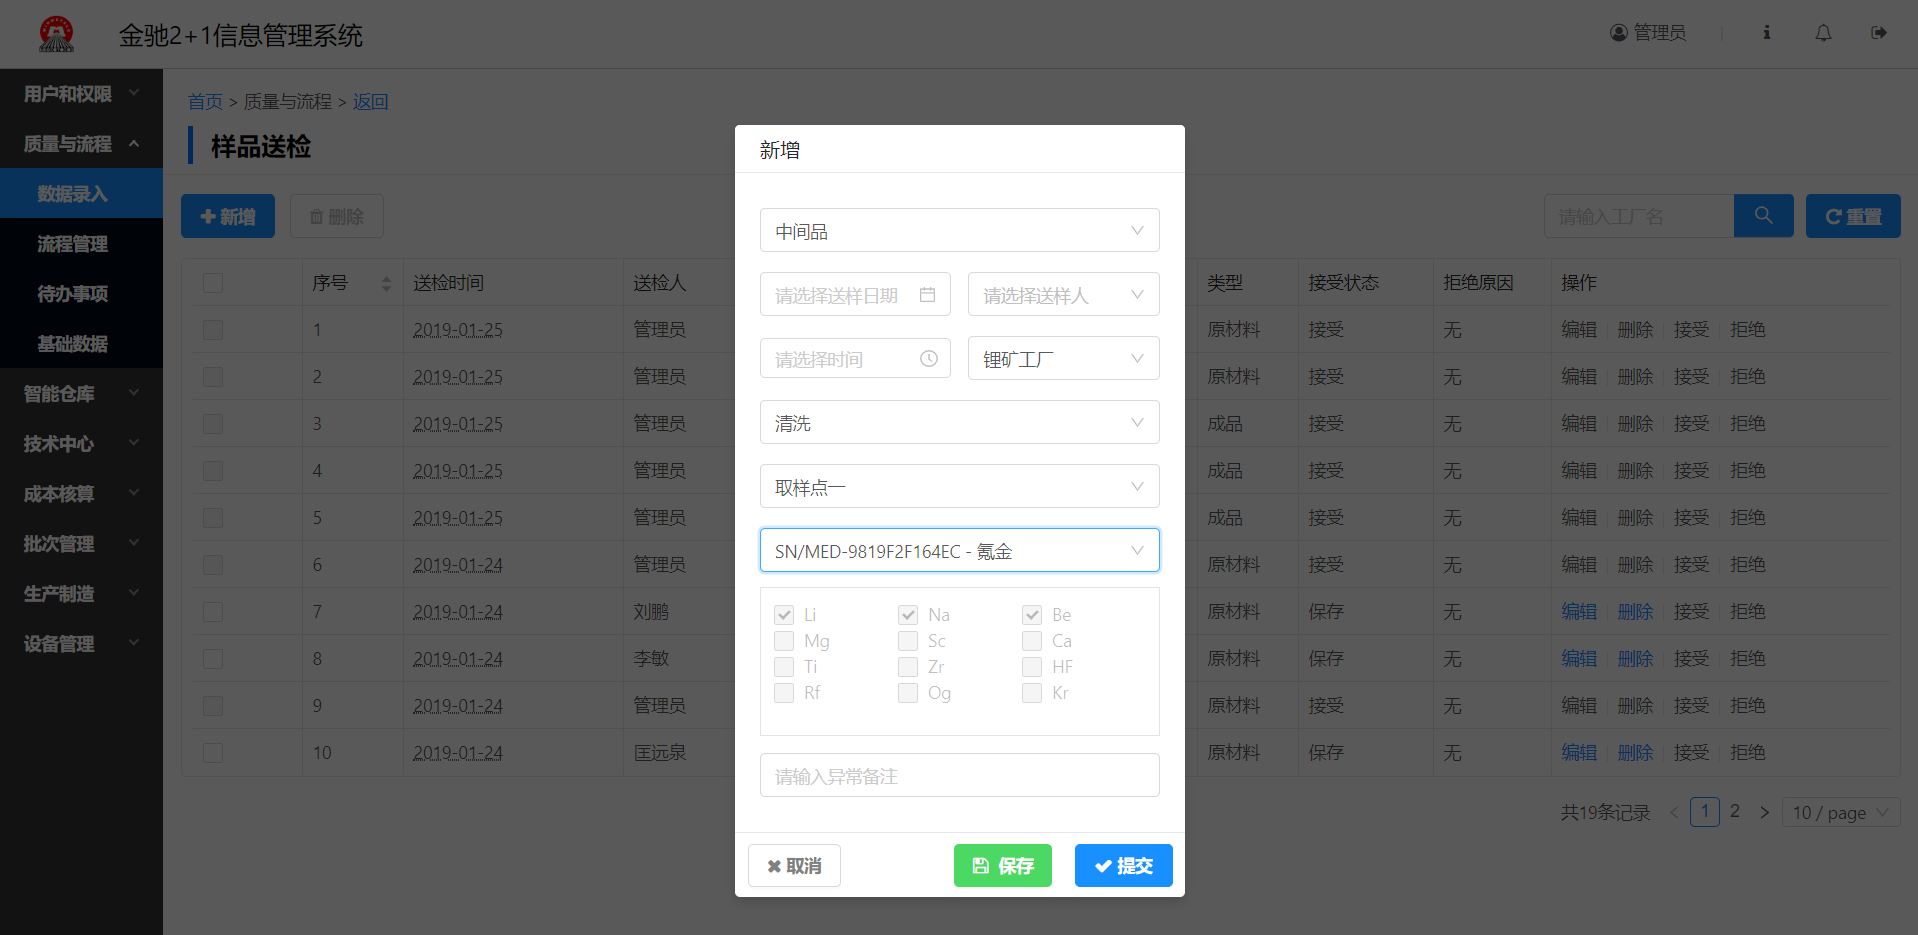 金驰2+1信息管理系统
管理员
用户和权限
质量与流程
数据录入
流程管理
待办事项
基础数据
智能仓库
技术中心
成本核算
批次管理
生产制造
设备管理
首页 > 质量与流程 > 返回
样品送检
新增 删除
请输入工厂名 重置
序号 送检时间 送检人 类型 接受状态 拒绝原因 操作
1 2019-01-25 管理员 原材料 接受 无 编辑 删除 接受 拒绝
2 2019-01-25 管理员 原材料 接受 无 编辑 删除 接受 拒绝
3 2019-01-25 管理员 成品 接受 无 编辑 删除 接受 拒绝
4 2019-01-25 管理员 成品 接受 无 编辑 删除 接受 拒绝
5 2019-01-25 管理员 成品 接受 无 编辑 删除 接受 拒绝
6 2019-01-24 管理员 原材料 接受 无 编辑 删除 接受 拒绝
7 2019-01-24 刘鹏 原材料 保存 无 编辑 删除 接受 拒绝
8 2019-01-24 李敏 原材料 保存 无 编辑 删除 接受 拒绝
9 2019-01-24 管理员 原材料 接受 无 编辑 删除 接受 拒绝
10 2019-01-24 匡远泉 原材料 保存 无 编辑 删除 接受 拒绝
共19条记录 < 1 2 > 10 / page
新增
中间品
请选择送样日期 请选择送样人
请选择时间 锂矿工厂
清洗
取样点一
SN/MED-9819F2F164EC - 氪金
Li Na Be
Mg Sc Ca
Ti Zr HF
Rf Og Kr
请输入异常备注
取消 保存 提交